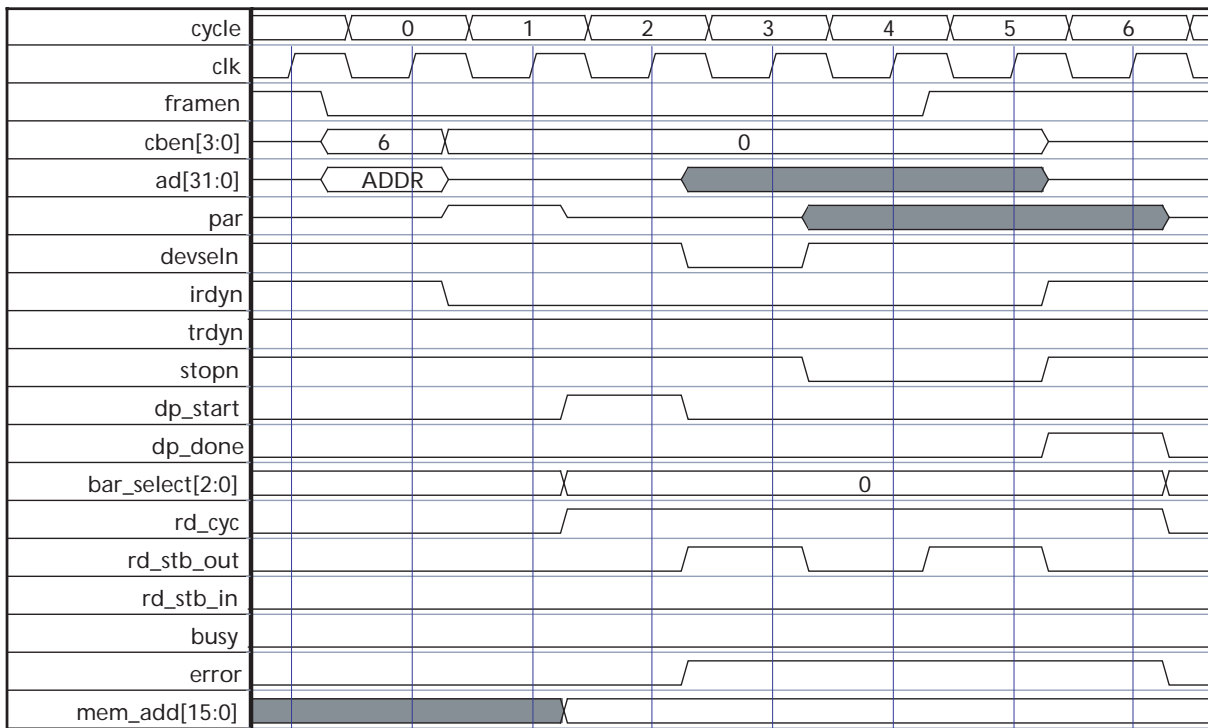 cycle 0 1 2 3 4 5 6
clk
framen
cben[3:0] 6 0
ad[31:0] ADDR
par
devseln
irdyn
trdyn
stopn
dp_start
dp_done
bar_select[2:0] 0
rd_cyc
rd_stb_out
rd_stb_in
busy
error
mem_add[15:0]